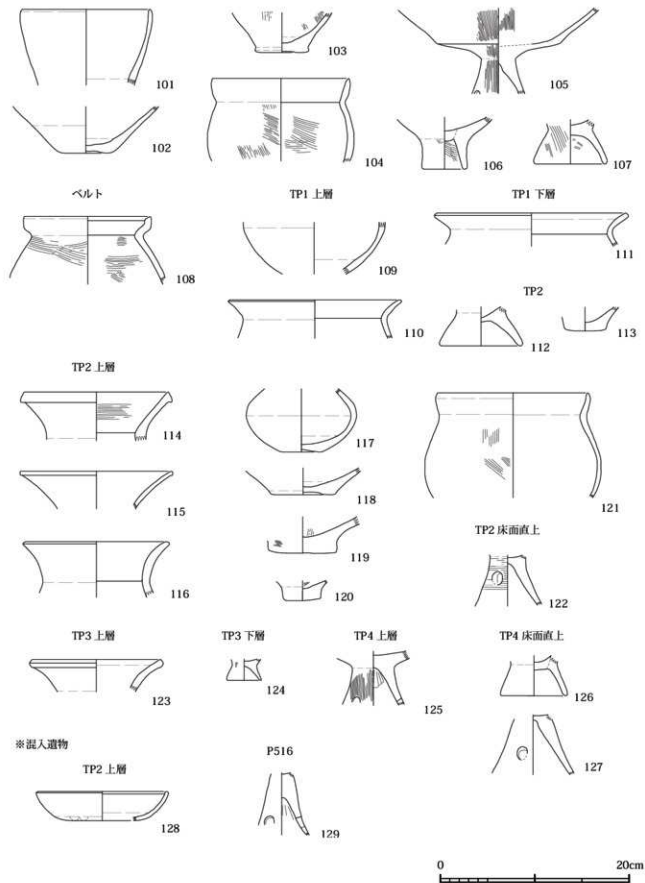 101
102
103
104
105
106
107
ベルト
108
TP1 上層
109
110
TP1 下層
111
TP2
112
113
TP2 上層
114
115
116
117
118
119
120
121
TP2 床面直上
122
TP3 上層
123
TP3 下層
124
TP4 上層
125
TP4 床面直上
126
127
※混入遺物
TP2 上層
128
P516
129
0 20cm